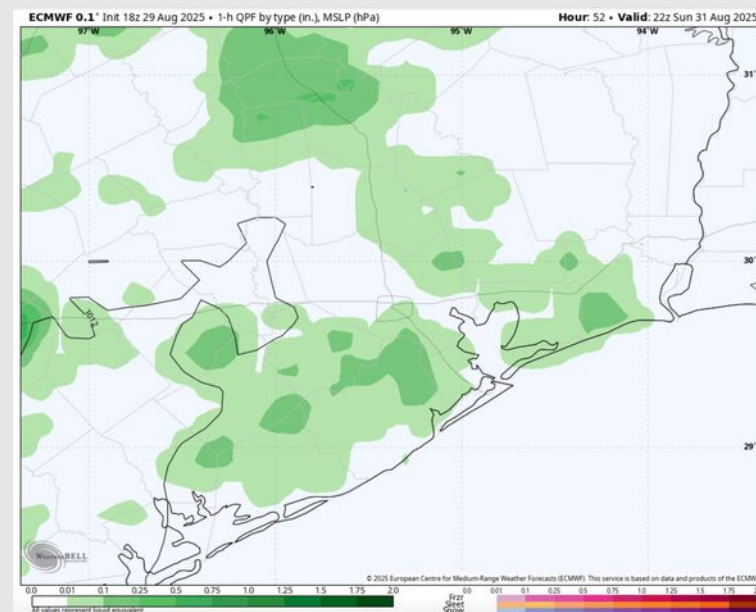 ECMWF 0.1° Init 18z 29 Aug 2025 • 1-h QPF by type (in.), MSLP (hPa)
Hour: 52 • Valid: 22z Sun 31 Aug 2025
97°W 96°W 95°W 94°W
31°
30°
1012
29°
WEATHERBELL
© 2025 European Centre for Medium-Range Weather Forecasts (ECMWF). This service is based on data and products of the ECMW
0.0 0.01 0.1 0.5 0.75 1.0 1.25 1.5 1.75 2.0
0.0 0.01 0.1 0.25 0.5 0.75 1.0 1.25 1.5 1.75
All values represent liquid equivalent
Frzr
Sleet
Snow